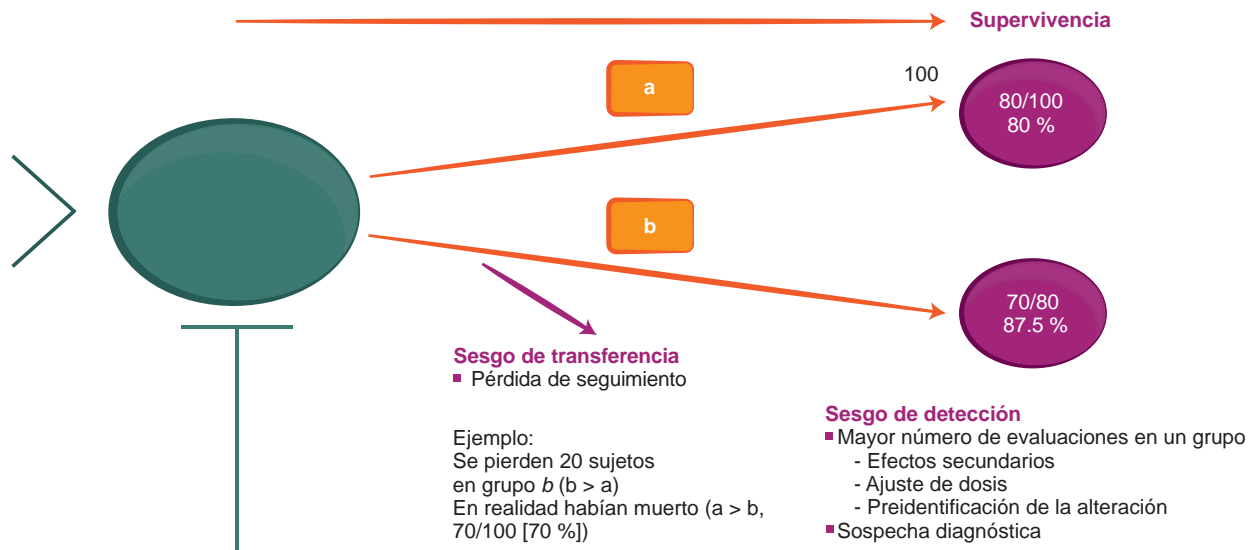 Supervivencia
a
100
80/100
80 %
b
70/80
87.5 %
Sesgo de transferencia
▪ Pérdida de seguimiento
Ejemplo:
Se pierden 20 sujetos
en grupo b (b > a)
En realidad habían muerto (a > b,
70/100 [70 %])
Sesgo de detección
▪ Mayor número de evaluaciones en un grupo
- Efectos secundarios
- Ajuste de dosis
- Preidentificación de la alteración
▪ Sospecha diagnóstica